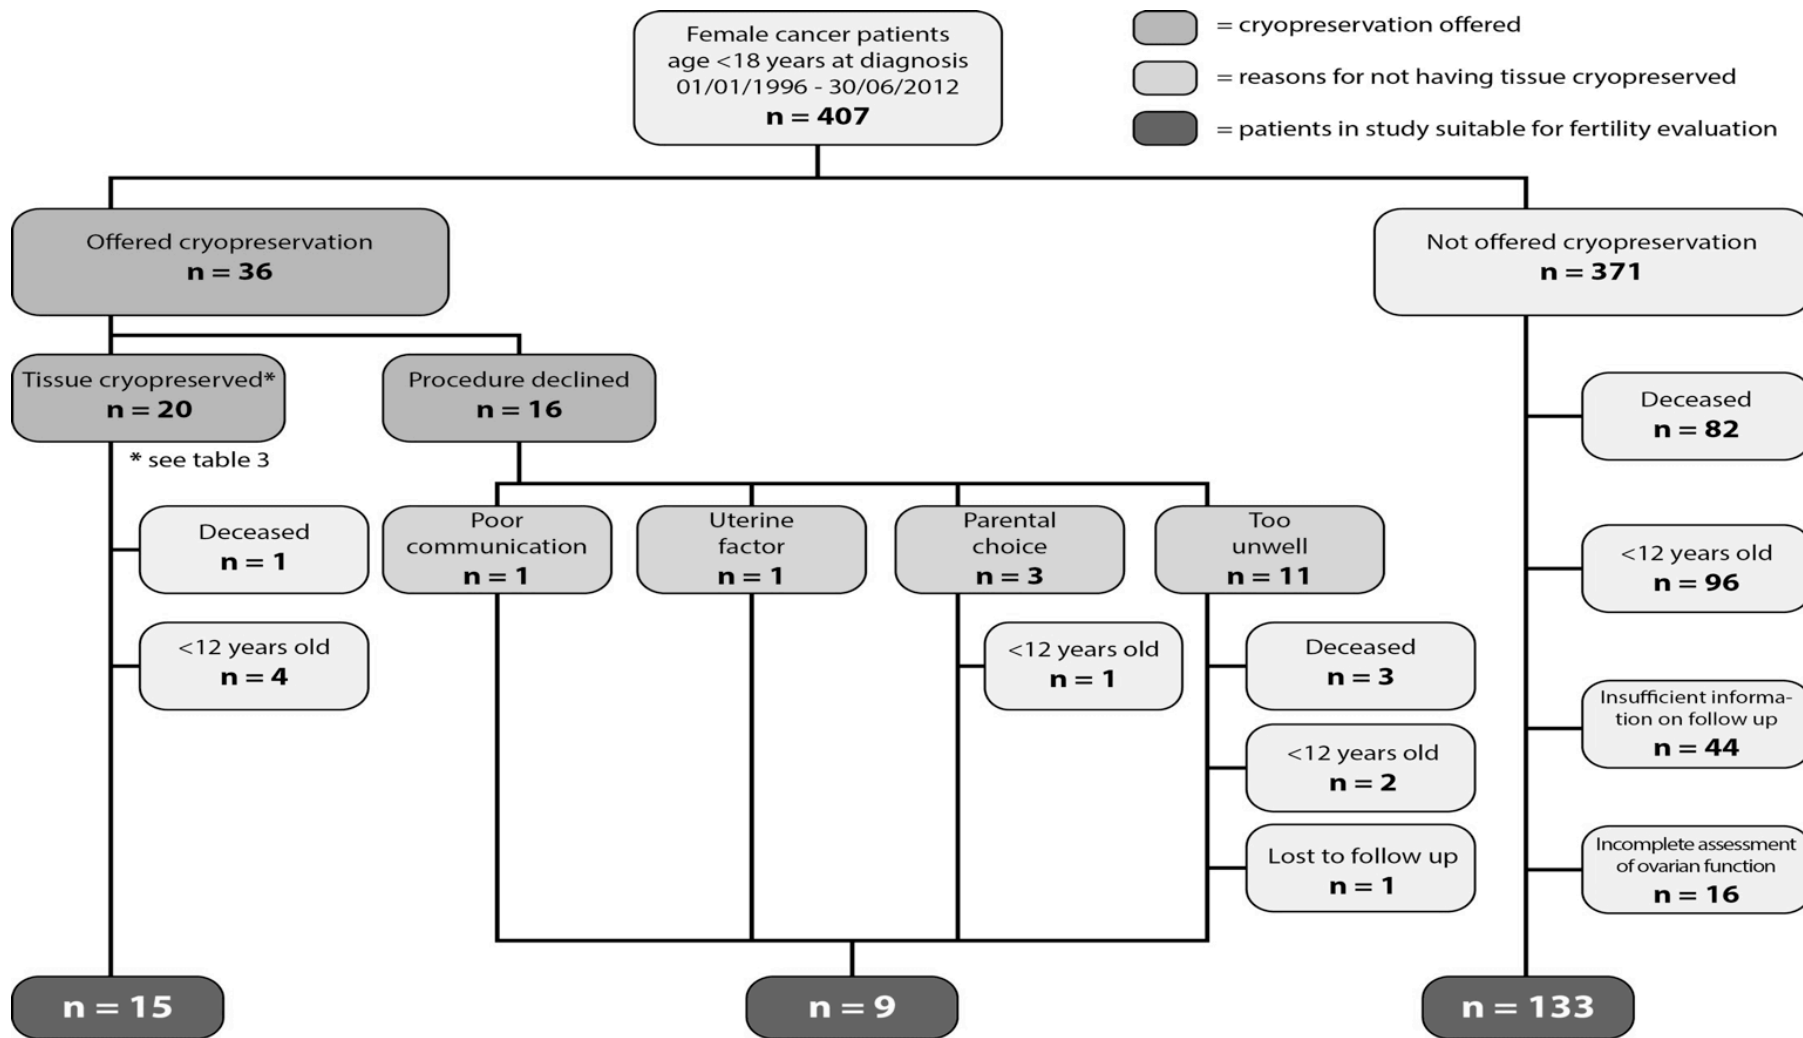 Female cancer patients
age <18 years at diagnosis
01/01/1996 - 30/06/2012
n = 407
= cryopreservation offered
= reasons for not having tissue cryopreserved
= patients in study suitable for fertility evaluation
Offered cryopreservation
n = 36
Not offered cryopreservation
n = 371
Tissue cryopreserved*
n = 20
* see table 3
Procedure declined
n = 16
Deceased
n = 1
<12 years old
n = 4
Poor
communication
n = 1
Uterine
factor
n = 1
Parental
choice
n = 3
<12 years old
n = 1
Too
unwell
n = 11
Deceased
n = 3
<12 years old
n = 2
Lost to follow up
n = 1
Deceased
n = 82
<12 years old
n = 96
Insufficient informa-
tion on follow up
n = 44
Incomplete assessment
of ovarian function
n = 16
n = 15
n = 9
n = 133